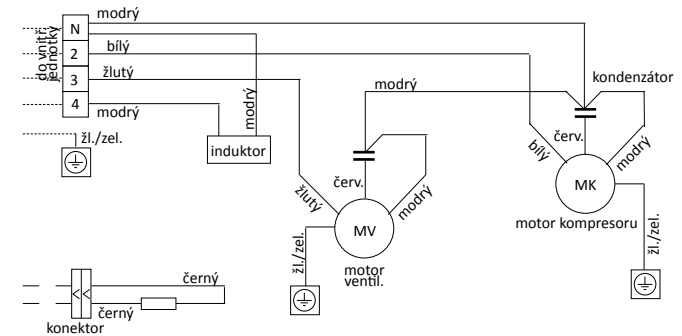 modrý
N
do vnitř.
jednotky
2
bílý
3
žlutý
4
modrý
modrý
žl./zel.
induktor
modrý
kondenzátor
červ.
bílý
modrý
MK
motor kompresoru
žl./zel.
červ.
žlutý
modrý
MV
motor
ventil.
žl./zel.
černý
černý
konektor